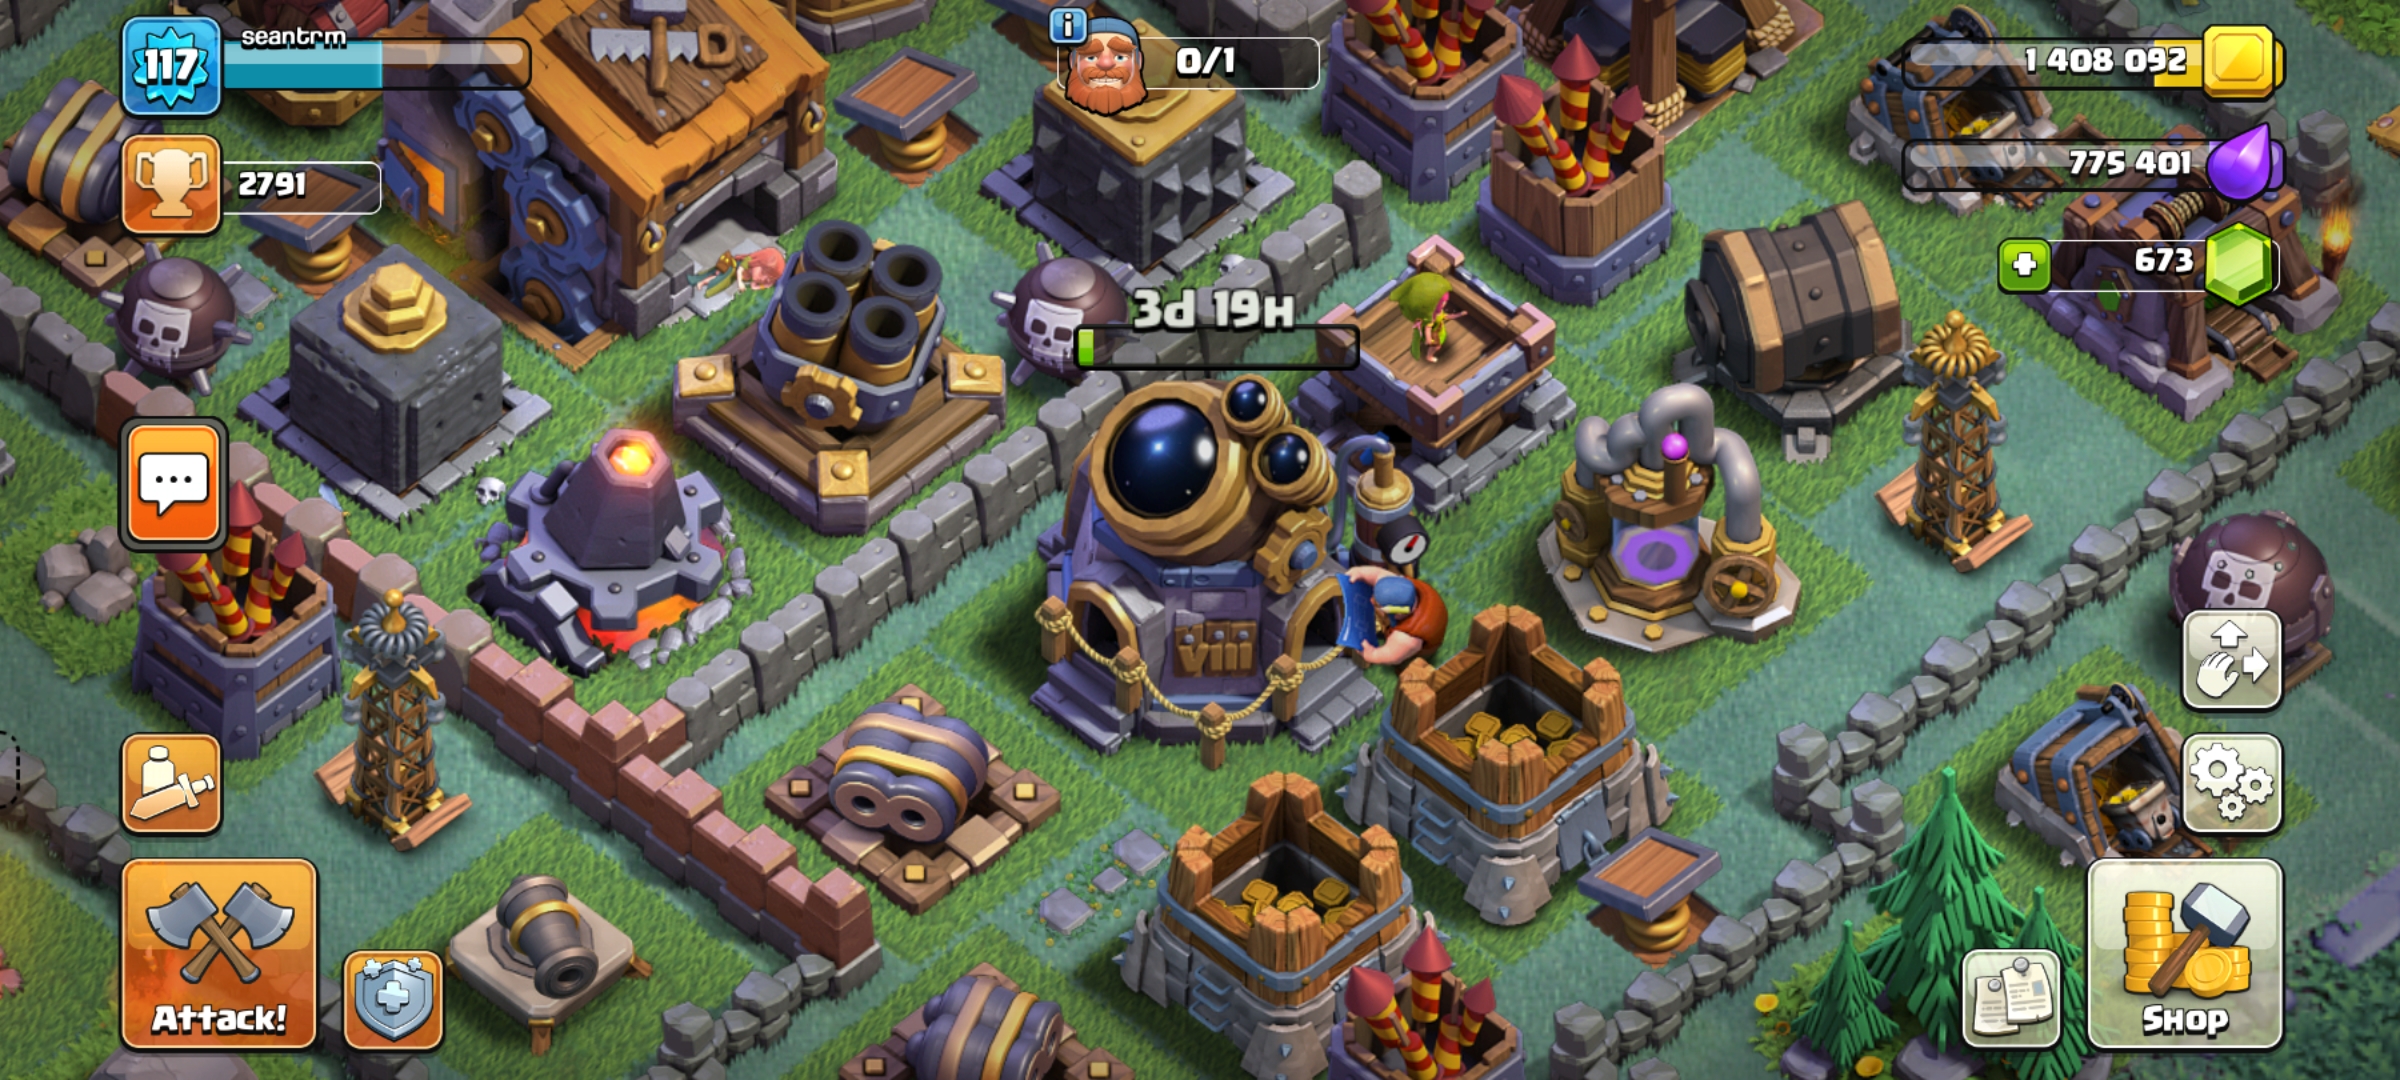 117
seantrm
i
0/1
1 408 092
2791
775 401
673
3d 19H
VIII
Attack!
Shop